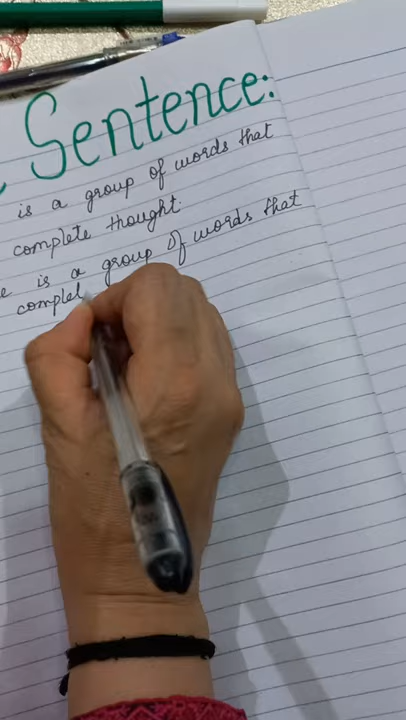 Sentence:
is a group of words that
complete thought.
is a group of words that
complet